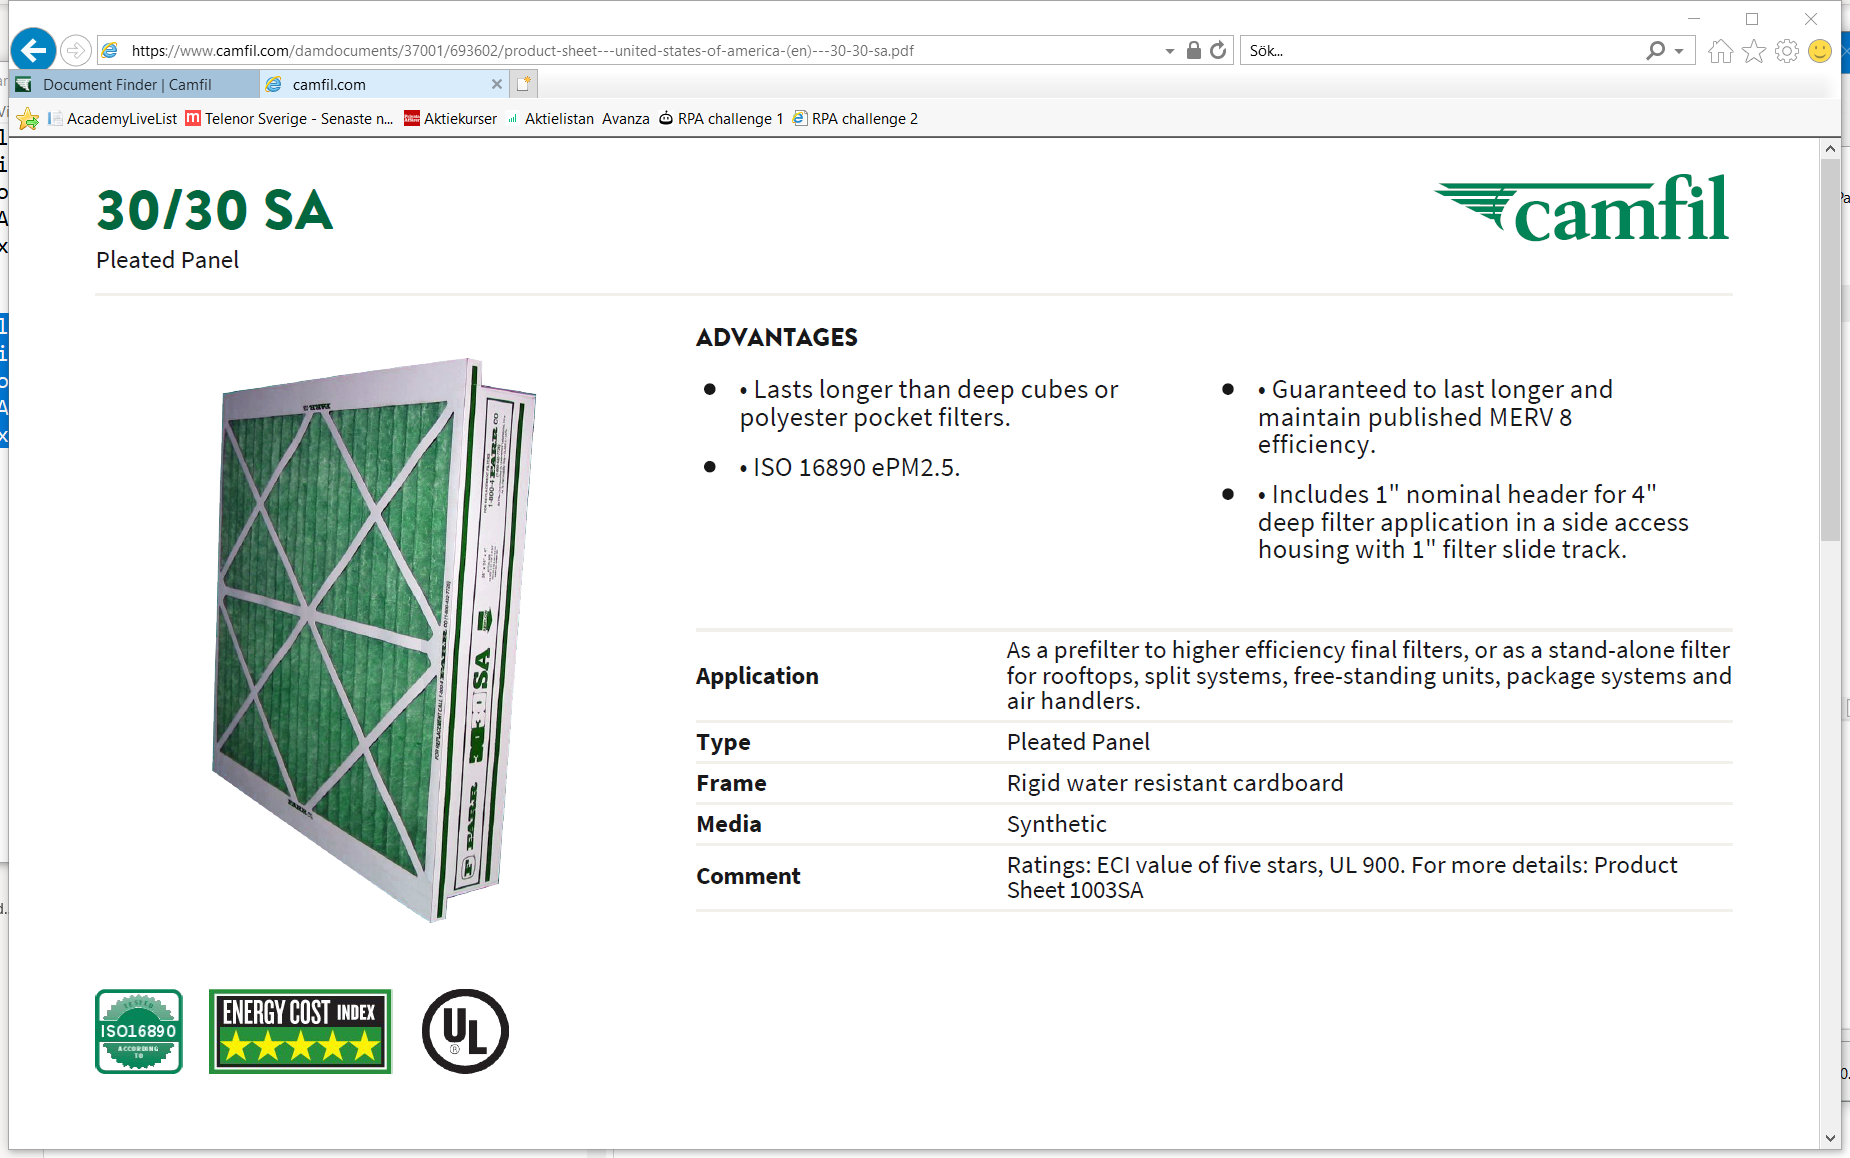 https://www.camfil.com/damdocuments/37001/693602/product-sheet---united-states-of-america-(en)---30-30-sa.pdf
Sök...
Document Finder | Camfil
camfil.com
AcademyLiveList
Telenor Sverige - Senaste n...
Aktiekurser
Aktielistan
Avanza
RPA challenge 1
RPA challenge 2
30/30 SA
Pleated Panel
camfil
ADVANTAGES
• Lasts longer than deep cubes or
polyester pocket filters.
• ISO 16890 ePM2.5.
• Guaranteed to last longer and
maintain published MERV 8
efficiency.
• Includes 1" nominal header for 4"
deep filter application in a side access
housing with 1" filter slide track.
Application
As a prefilter to higher efficiency final filters, or as a stand-alone filter
for rooftops, split systems, free-standing units, package systems and
air handlers.
Type
Pleated Panel
Frame
Rigid water resistant cardboard
Media
Synthetic
Comment
Ratings: ECI value of five stars, UL 900. For more details: Product
Sheet 1003SA
FARR 30/30 SA
TESTED
ISO16890
ACCORDING
TO
ENERGY COST INDEX
UL
®